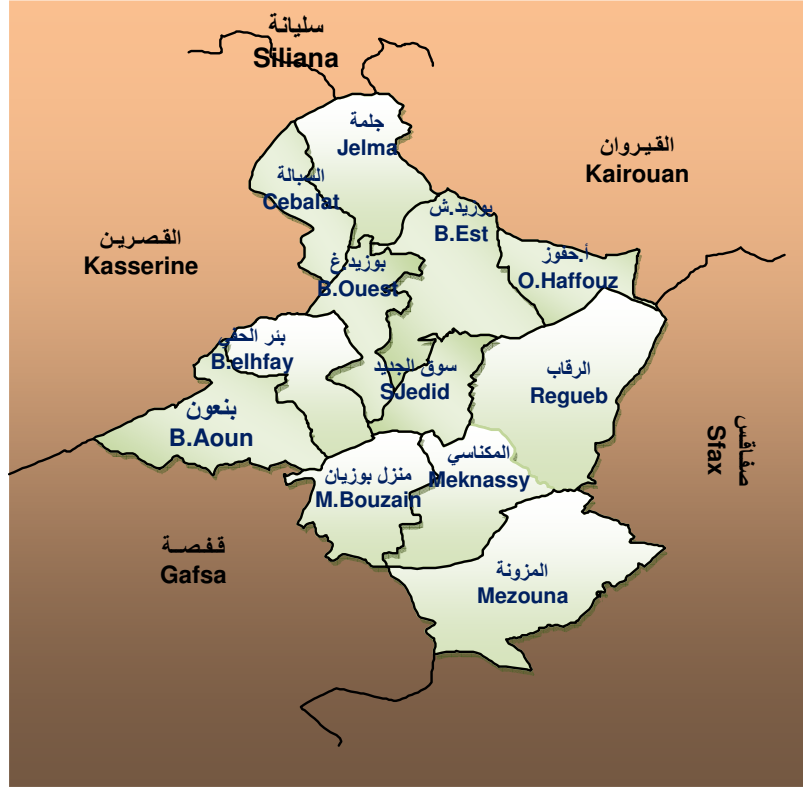 سليانة
Siliana
جلمة
Jelma
القيروان
Kairouan
السبالة
Cebalat
بوريد.ش
B.Est
القصرين
Kasserine
أ.حفوز
O.Haffouz
بوزيد.غ
B.Ouest
بئر الحفي
B.elhfay
سوق الجديد
SJedid
الرقاب
Regueb
بنعون
B.Aoun
صفاقس
Sfax
المكناسي
Meknassy
منزل بوزيان
M.Bouzain
قفصة
Gafsa
المزونة
Mezouna